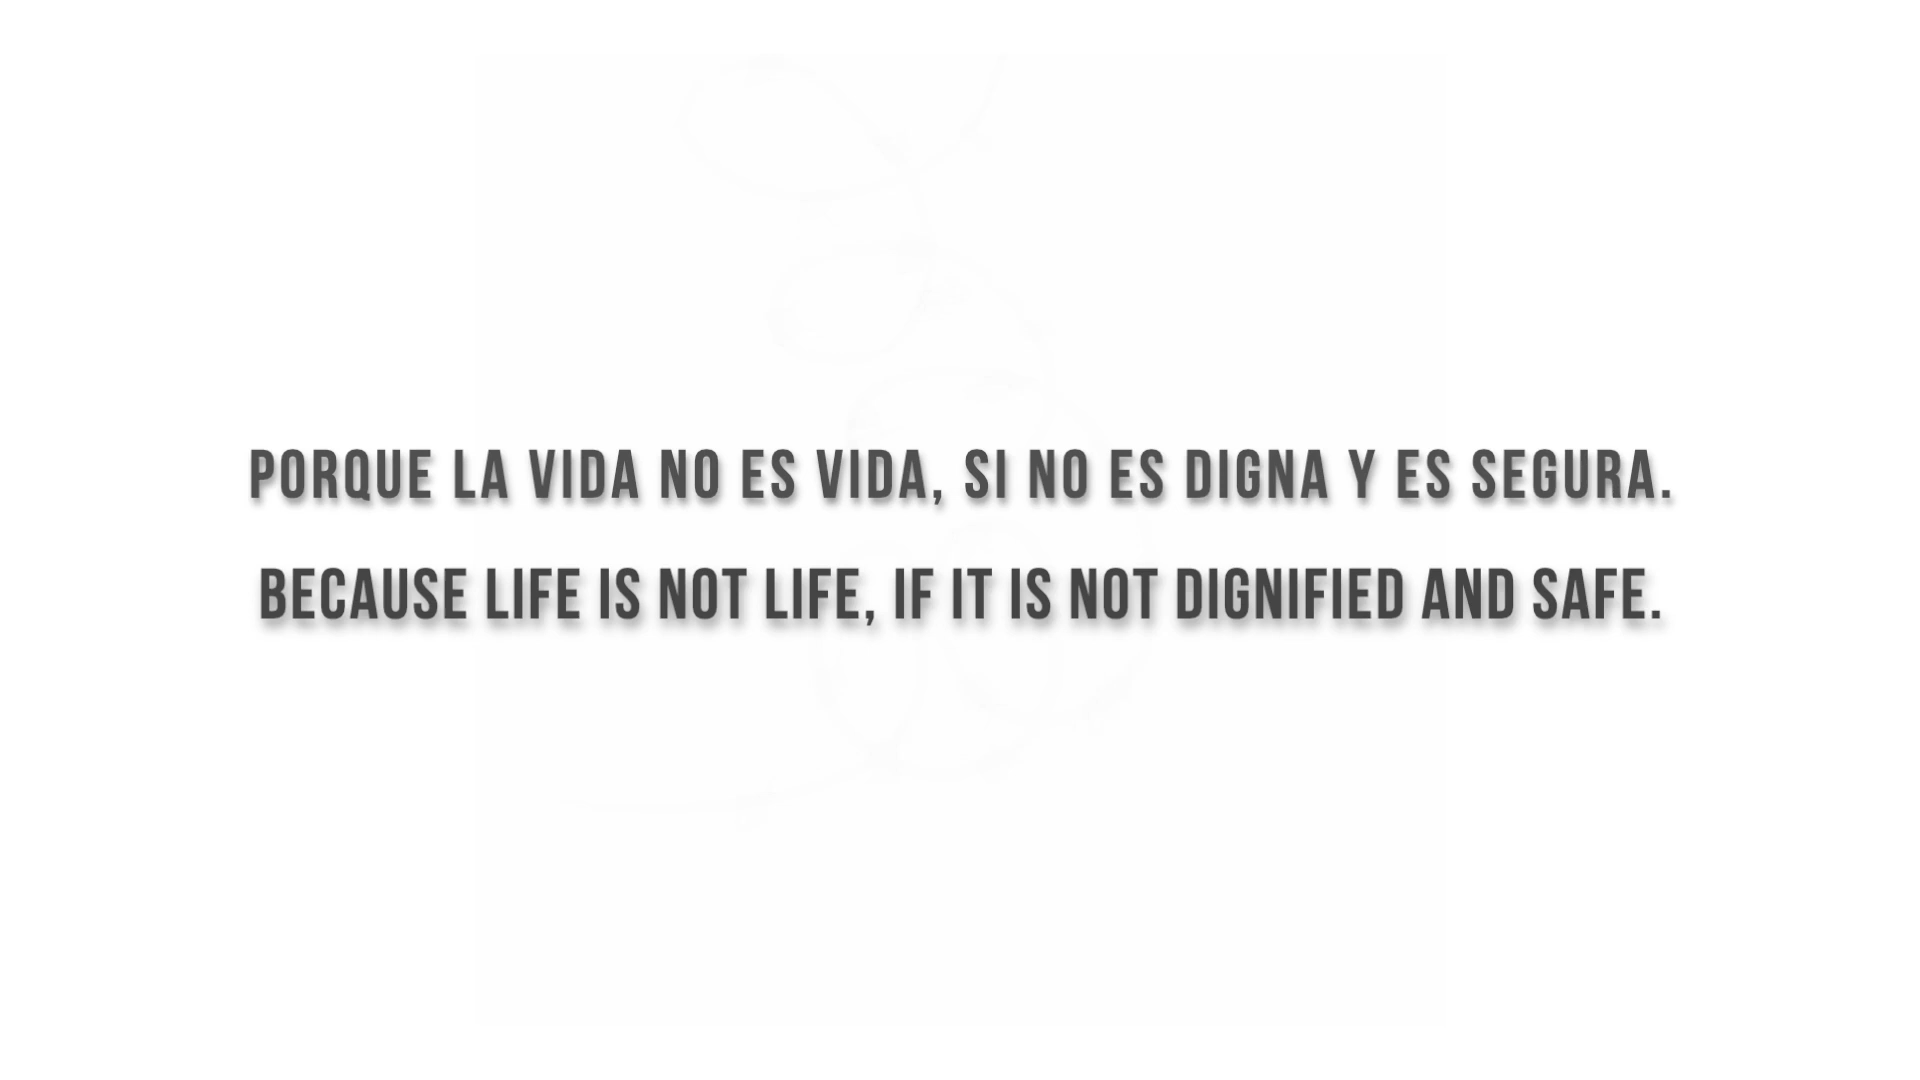 PORQUE LA VIDA NO ES VIDA, SI NO ES DIGNA Y ES SEGURA.
BECAUSE LIFE IS NOT LIFE, IF IT IS NOT DIGNIFIED AND SAFE.